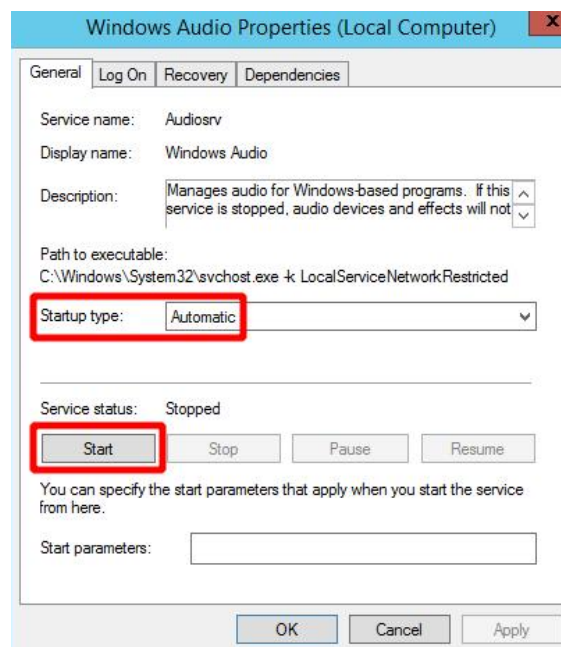 Windows Audio Properties (Local Computer)
x
General Log On Recovery Dependencies
Service name: Audiosrv
Display name: Windows Audio
Description: Manages audio for Windows-based programs. If this
service is stopped, audio devices and effects will not
Path to executable:
C:\Windows\System32\svchost.exe -k LocalServiceNetworkRestricted
Startup type: Automatic
Service status: Stopped
Start Stop Pause Resume
You can specify the start parameters that apply when you start the service
from here.
Start parameters:
OK Cancel Apply